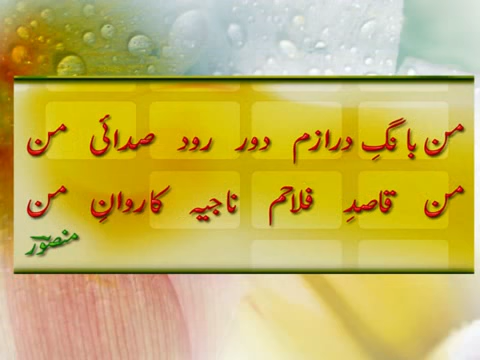 من بانگِ درازم دور رود صدائی من
من قاصدِ فلاحم ناجیہ کاروانِ من
منصورؔ